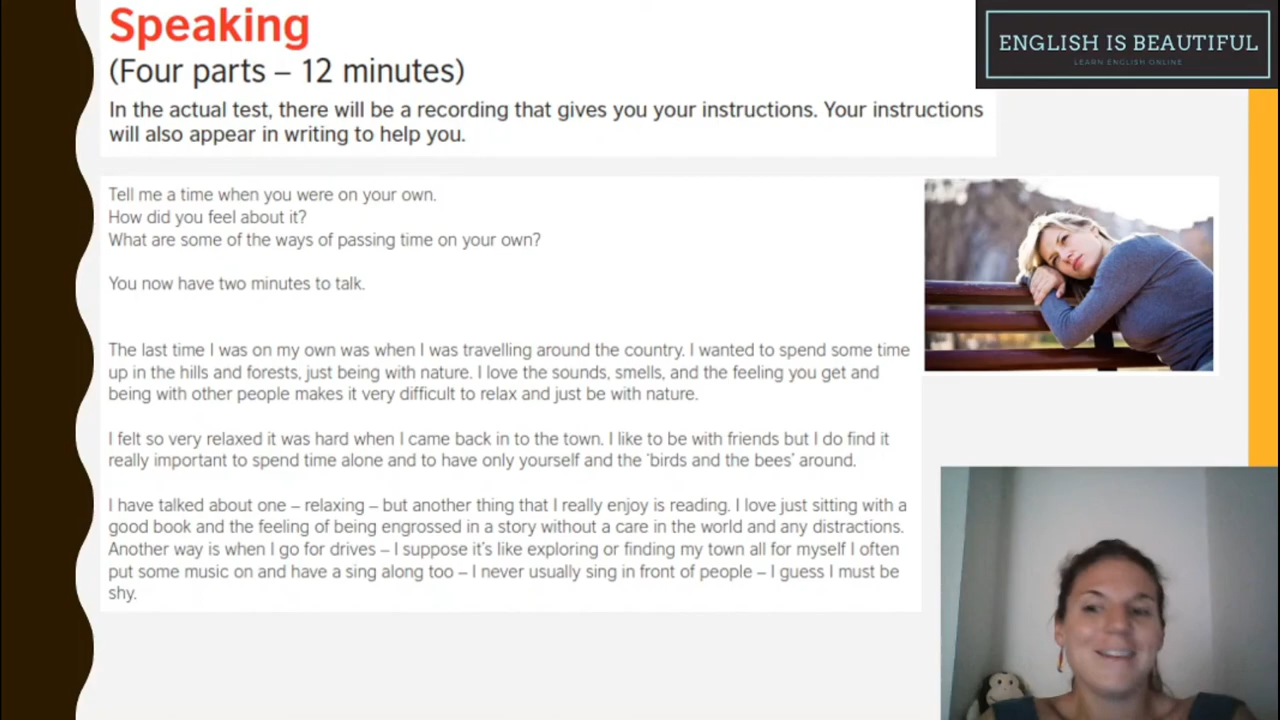 Speaking
(Four parts – 12 minutes)
In the actual test, there will be a recording that gives you your instructions. Your instructions
will also appear in writing to help you.
ENGLISH IS BEAUTIFUL
LEARN ENGLISH ONLINE
Tell me a time when you were on your own.
How did you feel about it?
What are some of the ways of passing time on your own?
You now have two minutes to talk.
The last time I was on my own was when I was travelling around the country. I wanted to spend some time
up in the hills and forests, just being with nature. I love the sounds, smells, and the feeling you get and
being with other people makes it very difficult to relax and just be with nature.
I felt so very relaxed it was hard when I came back in to the town. I like to be with friends but I do find it
really important to spend time alone and to have only yourself and the ‘birds and the bees’ around.
I have talked about one – relaxing – but another thing that I really enjoy is reading. I love just sitting with a
good book and the feeling of being engrossed in a story without a care in the world and any distractions.
Another way is when I go for drives – I suppose it's like exploring or finding my town all for myself I often
put some music on and have a sing along too – I never usually sing in front of people – I guess I must be
shy.